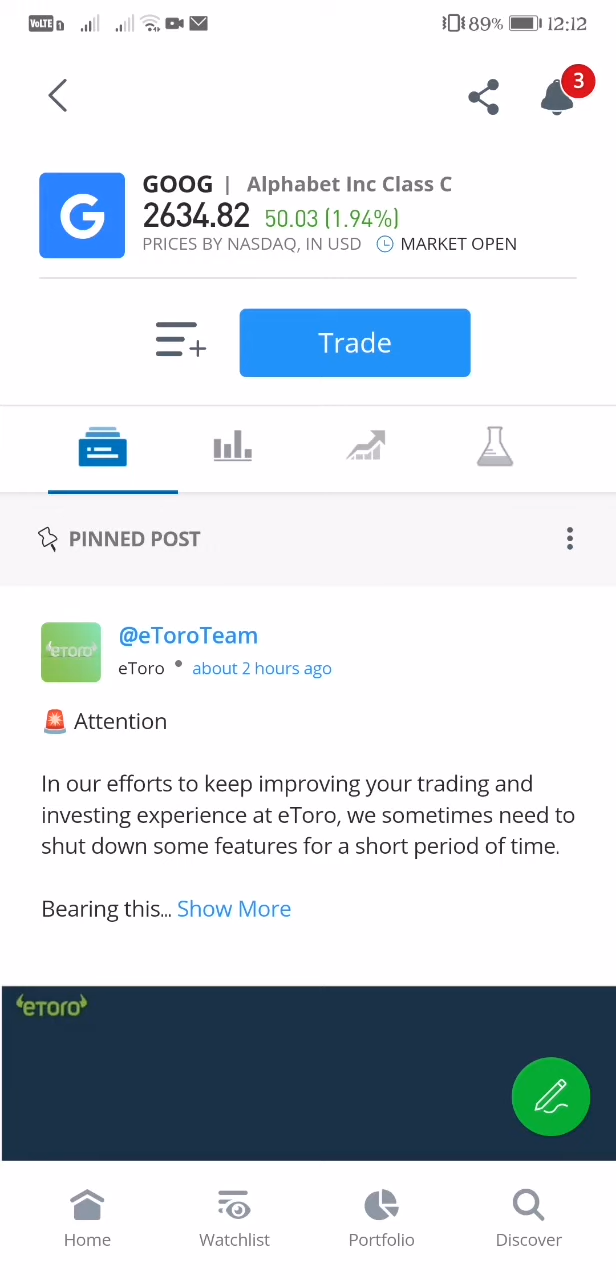 VoLTE 1 89% 12:12
3
GOOG | Alphabet Inc Class C
G
2634.82 50.03 (1.94%)
PRICES BY NASDAQ, IN USD MARKET OPEN
Trade
PINNED POST
@eToroTeam
eToro
eToro • about 2 hours ago
🚨 Attention
In our efforts to keep improving your trading and
investing experience at eToro, we sometimes need to
shut down some features for a short period of time.
Bearing this... Show More
eToro
Home Watchlist Portfolio Discover